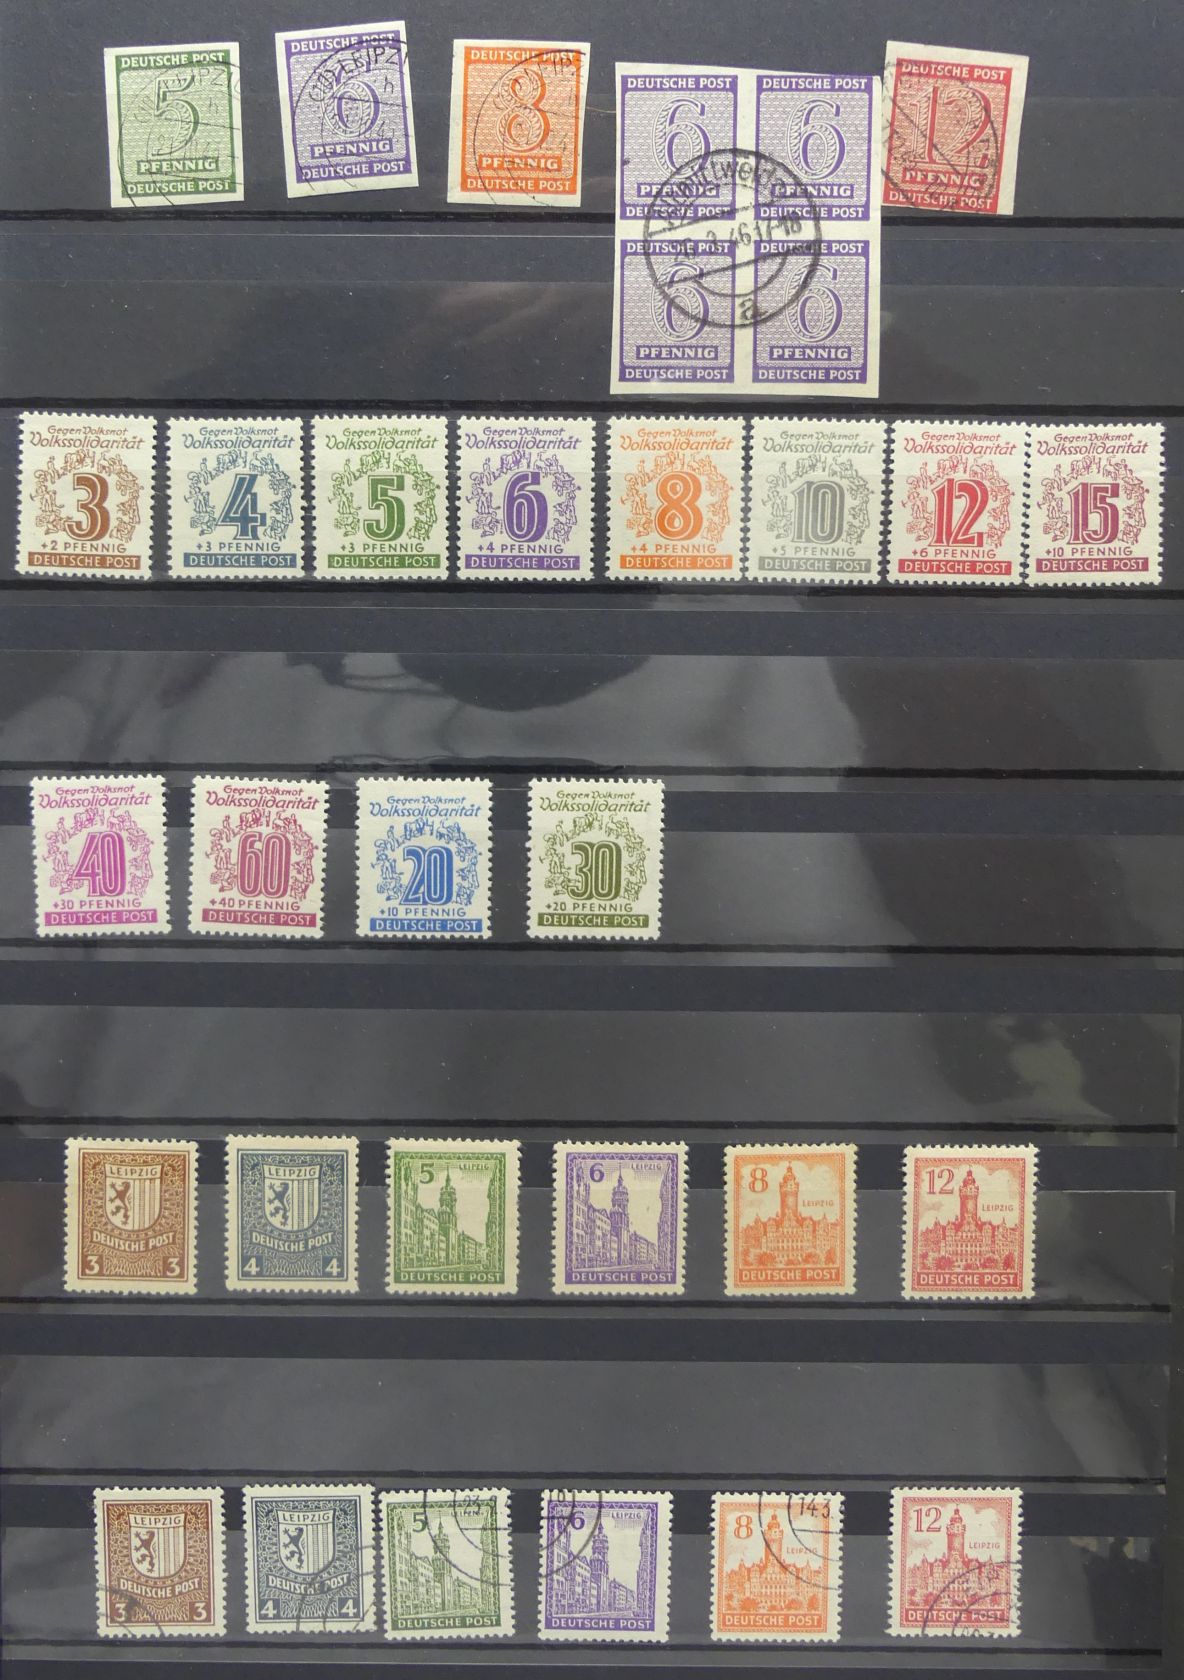 DEUTSCHE POST
5
PFENNIG
DEUTSCHE POST
DEUTSCHE POST
6
PFENNIG
DEUTSCHE POST
DEUTSCHE POST
8
PFENNIG
DEUTSCHE POST
DEUTSCHE POST
6
PFENNIG
DEUTSCHE POST
DEUTSCHE POST
6
PFENNIG
DEUTSCHE POST
DEUTSCHE POST
6
PFENNIG
DEUTSCHE POST
DEUTSCHE POST
6
PFENNIG
DEUTSCHE POST
a
DEUTSCHE POST
12
PFENNIG
DEUTSCHE POST
Gegen Volksnot
Volkssolidarität
3
+2 PFENNIG
DEUTSCHE POST
Gegen Volksnot
Volkssolidarität
4
+3 PFENNIG
DEUTSCHE POST
Gegen Volksnot
Volkssolidarität
5
+3 PFENNIG
DEUTSCHE POST
Gegen Volksnot
Volkssolidarität
6
+4 PFENNIG
DEUTSCHE POST
Gegen Volksnot
Volkssolidarität
8
+4 PFENNIG
DEUTSCHE POST
Gegen Volksnot
Volkssolidarität
10
+5 PFENNIG
DEUTSCHE POST
Gegen Volksnot
Volkssolidarität
12
+6 PFENNIG
DEUTSCHE POST
Gegen Volksnot
Volkssolidarität
15
+10 PFENNIG
DEUTSCHE POST
Gegen Volksnot
Volkssolidarität
40
+30 PFENNIG
DEUTSCHE POST
Gegen Volksnot
Volkssolidarität
60
+40 PFENNIG
DEUTSCHE POST
Gegen Volksnot
Volkssolidarität
20
+10 PFENNIG
DEUTSCHE POST
Gegen Volksnot
Volkssolidarität
30
+20 PFENNIG
DEUTSCHE POST
LEIPZIG
DEUTSCHE POST
3 3
LEIPZIG
DEUTSCHE POST
4 4
5 LEIPZIG
DEUTSCHE POST
6 LEIPZIG
DEUTSCHE POST
8
LEIPZIG
DEUTSCHE POST
12
LEIPZIG
DEUTSCHE POST
LEIPZIG
DEUTSCHE POST
3 3
LEIPZIG
DEUTSCHE POST
4 4
5
DEUTSCHE POST
6 LEIPZIG
DEUTSCHE POST
8
14.3.
LEIPZIG
DEUTSCHE POST
12
LEIPZIG
DEUTSCHE POST